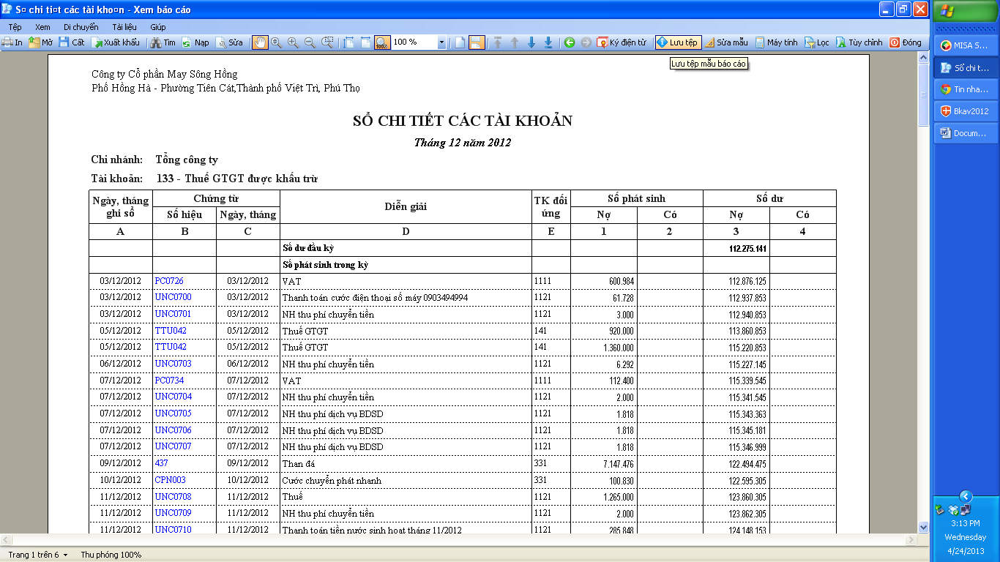 Sổ chi tiết các tài khoản - Xem báo cáo
Tệp Xem Di chuyển Tài liệu Giúp
In Mở Cất Xuất khẩu Tìm Nạp Sửa 100 % Ký điện tử Lưu tệp Sửa mẫu Máy tính Lọc Tùy chỉnh Đóng
Lưu tệp mẫu báo cáo
Công ty Cổ phần May Sông Hồng
Phố Hồng Hà - Phường Tiên Cát,Thành phố Việt Trì, Phú Thọ
SỔ CHI TIẾT CÁC TÀI KHOẢN
Tháng 12 năm 2012
Chi nhánh: Tổng công ty
Tài khoản: 133 - Thuế GTGT được khấu trừ
Ngày, tháng ghi sổ Chứng từ Diễn giải TK đối ứng Số phát sinh Số dư
Số hiệu Ngày, tháng Nợ Có Nợ Có
A B C D E 1 2 3 4
Số dư đầu kỳ 112.275.141
Số phát sinh trong kỳ
03/12/2012 PC0726 03/12/2012 VAT 1111 600.984 112.876.125
03/12/2012 UNC0700 03/12/2012 Thanh toán cước điện thoại số máy 0903494994 1121 61.728 112.937.853
03/12/2012 UNC0701 03/12/2012 NH thu phí chuyển tiền 1121 3.000 112.940.853
05/12/2012 TTU042 05/12/2012 Thuế GTGT 141 920.000 113.860.853
05/12/2012 TTU042 05/12/2012 Thuế GTGT 141 1.360.000 115.220.853
06/12/2012 UNC0703 06/12/2012 NH thu phí chuyển tiền 1121 6.292 115.227.145
07/12/2012 PC0734 07/12/2012 VAT 1111 112.400 115.339.545
07/12/2012 UNC0704 07/12/2012 NH thu phí chuyển tiền 1121 2.000 115.341.545
07/12/2012 UNC0705 07/12/2012 NH thu phí dịch vụ BDSD 1121 1.818 115.343.363
07/12/2012 UNC0706 07/12/2012 NH thu phí dịch vụ BDSD 1121 1.818 115.345.181
07/12/2012 UNC0707 07/12/2012 NH thu phí dịch vụ BDSD 1121 1.818 115.346.999
09/12/2012 437 09/12/2012 Than đá 331 7.147.476 122.494.475
10/12/2012 CPN003 10/12/2012 Cước chuyển phát nhanh 331 100.830 122.595.305
11/12/2012 UNC0708 11/12/2012 Thuế 1121 1.265.000 123.860.305
11/12/2012 UNC0709 11/12/2012 NH thu phí chuyển tiền 1121 2.000 123.862.305
11/12/2012 UNC0710 11/12/2012 Thanh toán tiền nước sinh hoạt tháng 11/2012 1121 285.848 124.148.153
Trang 1 trên 6 Thu phóng 100%
MISA S...
Sổ chi t...
Tin nha...
Bkav2012
Docum...
3:13 PM
Wednesday
4/24/2013